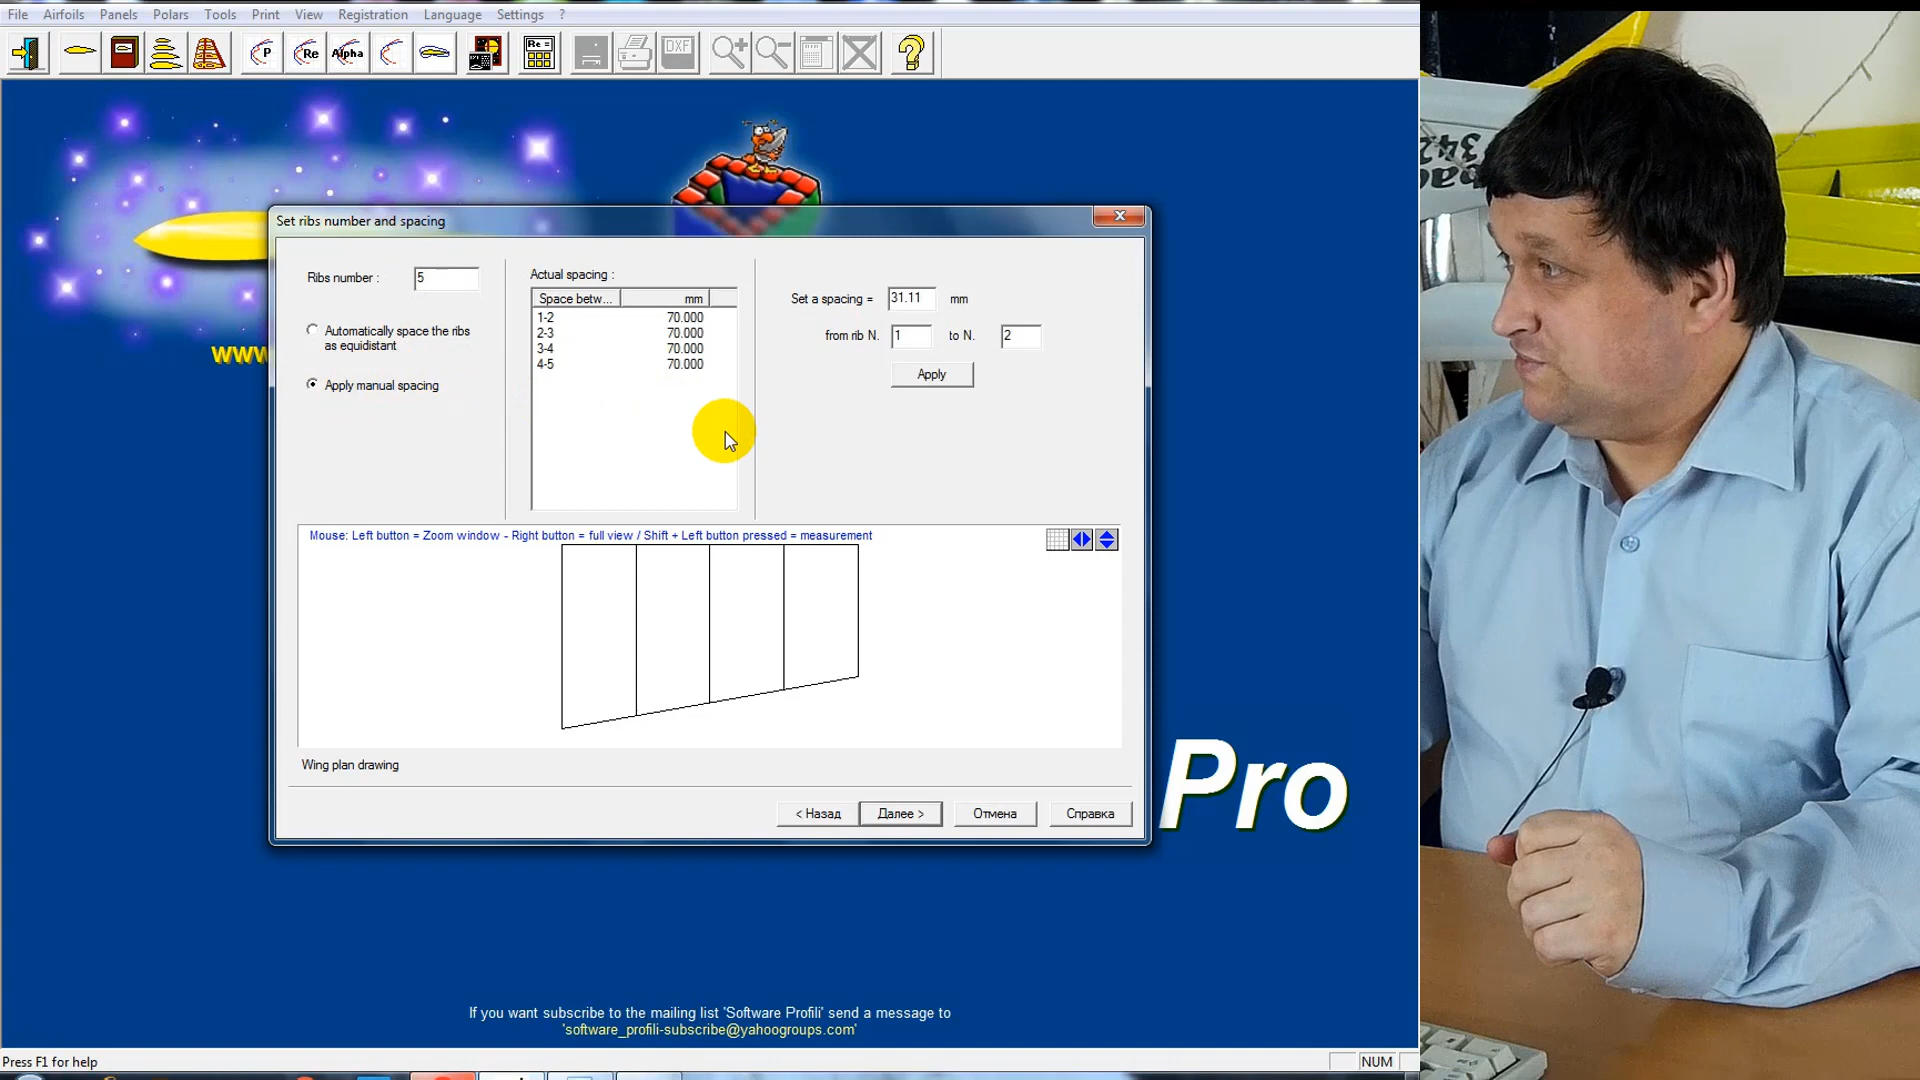 File Airfoils Panels Polars Tools Print View Registration Language Settings ?
P Re Alpha Re = DXF ?
www
Set ribs number and spacing
Ribs number : 5
Automatically space the ribs
as equidistant
Apply manual spacing
Actual spacing :
Space betw... mm
1-2 70.000
2-3 70.000
3-4 70.000
4-5 70.000
Set a spacing = 31.11 mm
from rib N. 1 to N. 2
Apply
Mouse: Left button = Zoom window - Right button = full view / Shift + Left button pressed = measurement
Wing plan drawing
< Назад Далее > Отмена Справка
Pro
If you want subscribe to the mailing list 'Software Profili' send a message to
'software_profili-subscribe@yahoogroups.com'
Press F1 for help
NUM
342